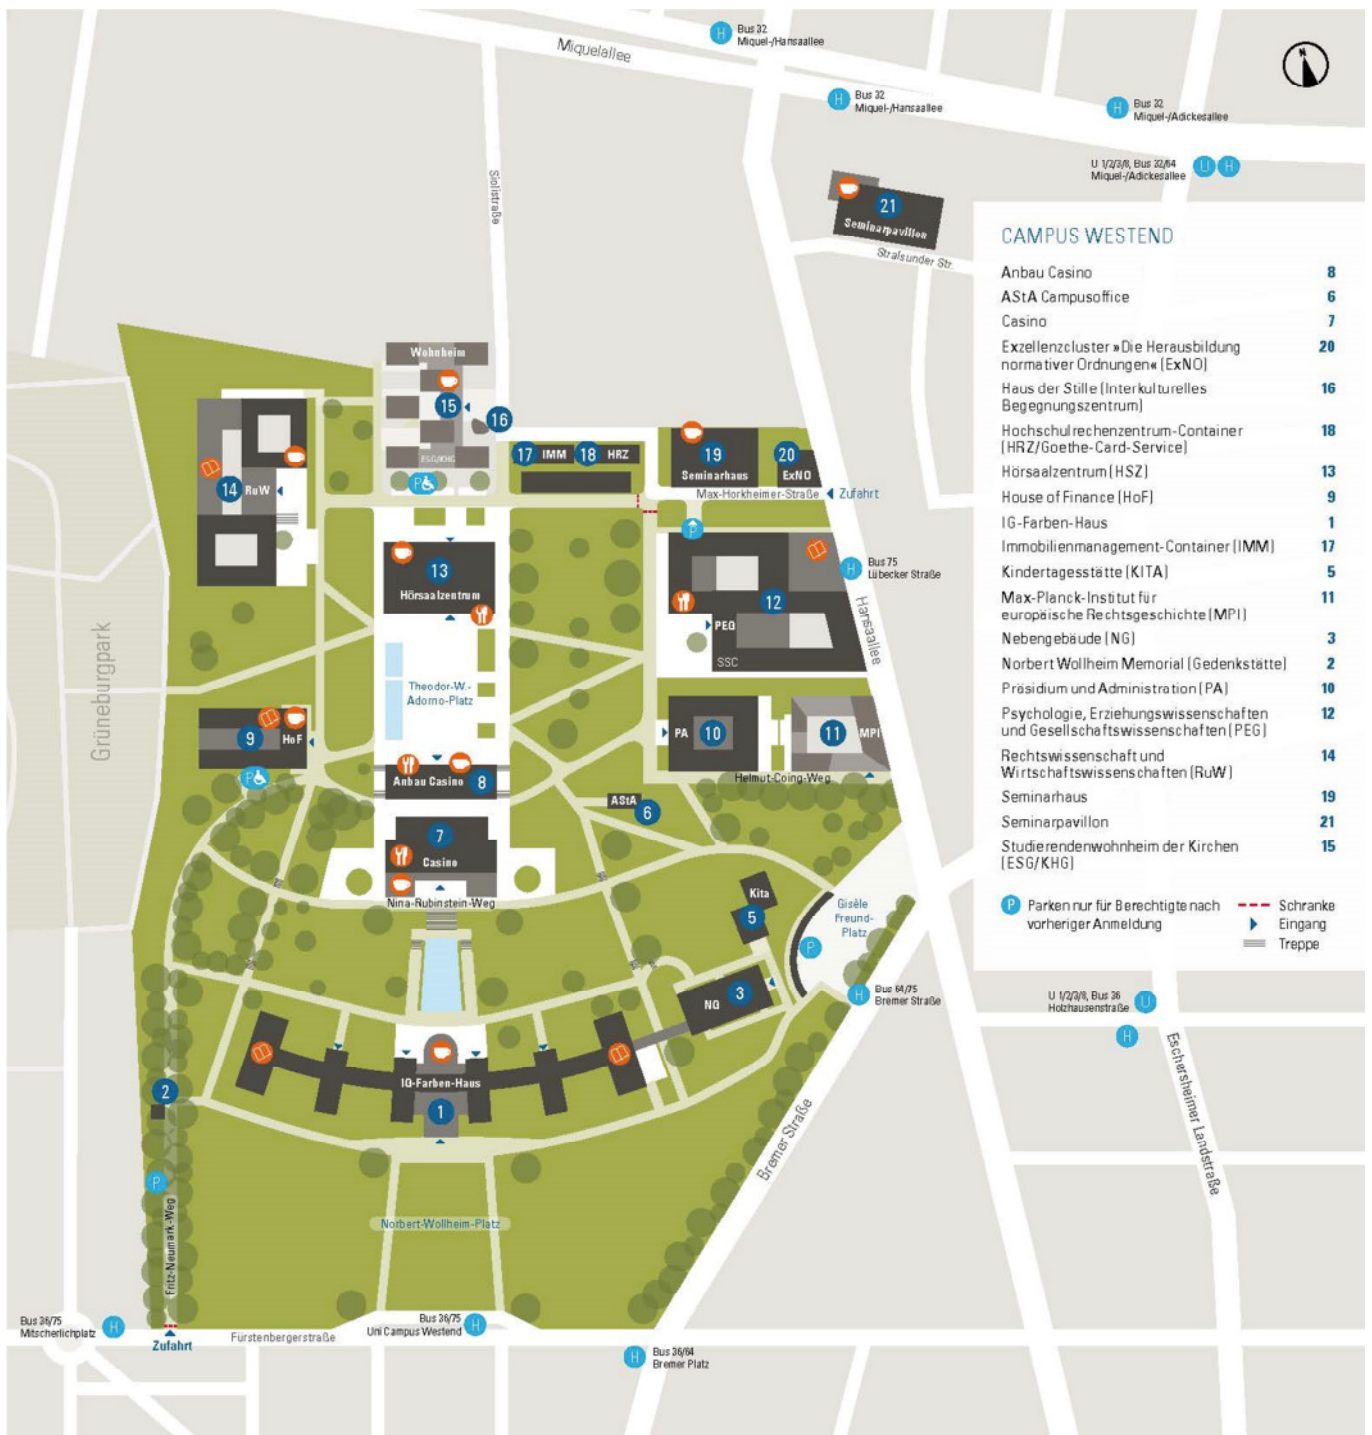 Bus 32
Miquel-/Hansaallee
Miquelallee
N
Bus 32
Miquel-/Hansaallee
Bus 32
Miquel-/Adickesallee
U 1/2/3/8, Bus 32/64
Miquel-/Adickesallee
Siolistraße
21
Seminarpavillon
Stralsunder Str.
CAMPUS WESTEND
Anbau Casino 8
AStA Campusoffice 6
Casino 7
Exzellenzcluster »Die Herausbildung 20
normativer Ordnungen« (ExNO)
Haus der Stille (Interkulturelles 16
Begegnungszentrum)
Hochschulrechenzentrum-Container 18
(HRZ/Goethe-Card-Service)
Hörsaalzentrum (HSZ) 13
House of Finance (HoF) 9
IG-Farben-Haus 1
Immobilienmanagement-Container (IMM) 17
Kindertagesstätte (KITA) 5
Max-Planck-Institut für 11
europäische Rechtsgeschichte (MPI)
Nebengebäude (NG) 3
Norbert Wollheim Memorial (Gedenkstätte) 2
Präsidium und Administration (PA) 10
Psychologie, Erziehungswissenschaften 12
und Gesellschaftswissenschaften (PEG)
Rechtswissenschaft und 14
Wirtschaftswissenschaften (RuW)
Seminarhaus 19
Seminarpavillon 21
Studierendenwohnheim der Kirchen 15
(ESG/KHG)
P Parken nur für Berechtigte nach
vorheriger Anmeldung
Schranke
Eingang
Treppe
Wohnheim
15
16
ESG/KHG
P
14 RuW
17 IMM 18 HRZ
19
Seminarhaus
20
ExNO
Max-Horkheimer-Straße
Zufahrt
P
13
Hörsaalzentrum
Bus 75
Lübecker Straße
12
PEG
SSC
Hansaallee
Grüneburgpark
Theodor-W.-
Adorno-Platz
9 HoF
P
PA 10
11 MPI
Helmut-Coing-Weg
Anbau Casino 8
AStA
6
7
Casino
Nina-Rubinstein-Weg
Kita
5
Gisèle
Freund-
Platz
P
NG 3
Bus 64/75
Bremer Straße
U 1/2/3/8, Bus 36
Holzhausenstraße
Eschersheimer Landstraße
IG-Farben-Haus
1
2
P
Fritz-Neumark-Weg
Norbert-Wollheim-Platz
Bremer Straße
Bus 36/75
Mitscherlichplatz
Zufahrt
Fürstenbergerstraße
Bus 36/75
Uni Campus Westend
Bus 36/64
Bremer Platz
H
H
H
U H
H
H
U
H
H
H
H